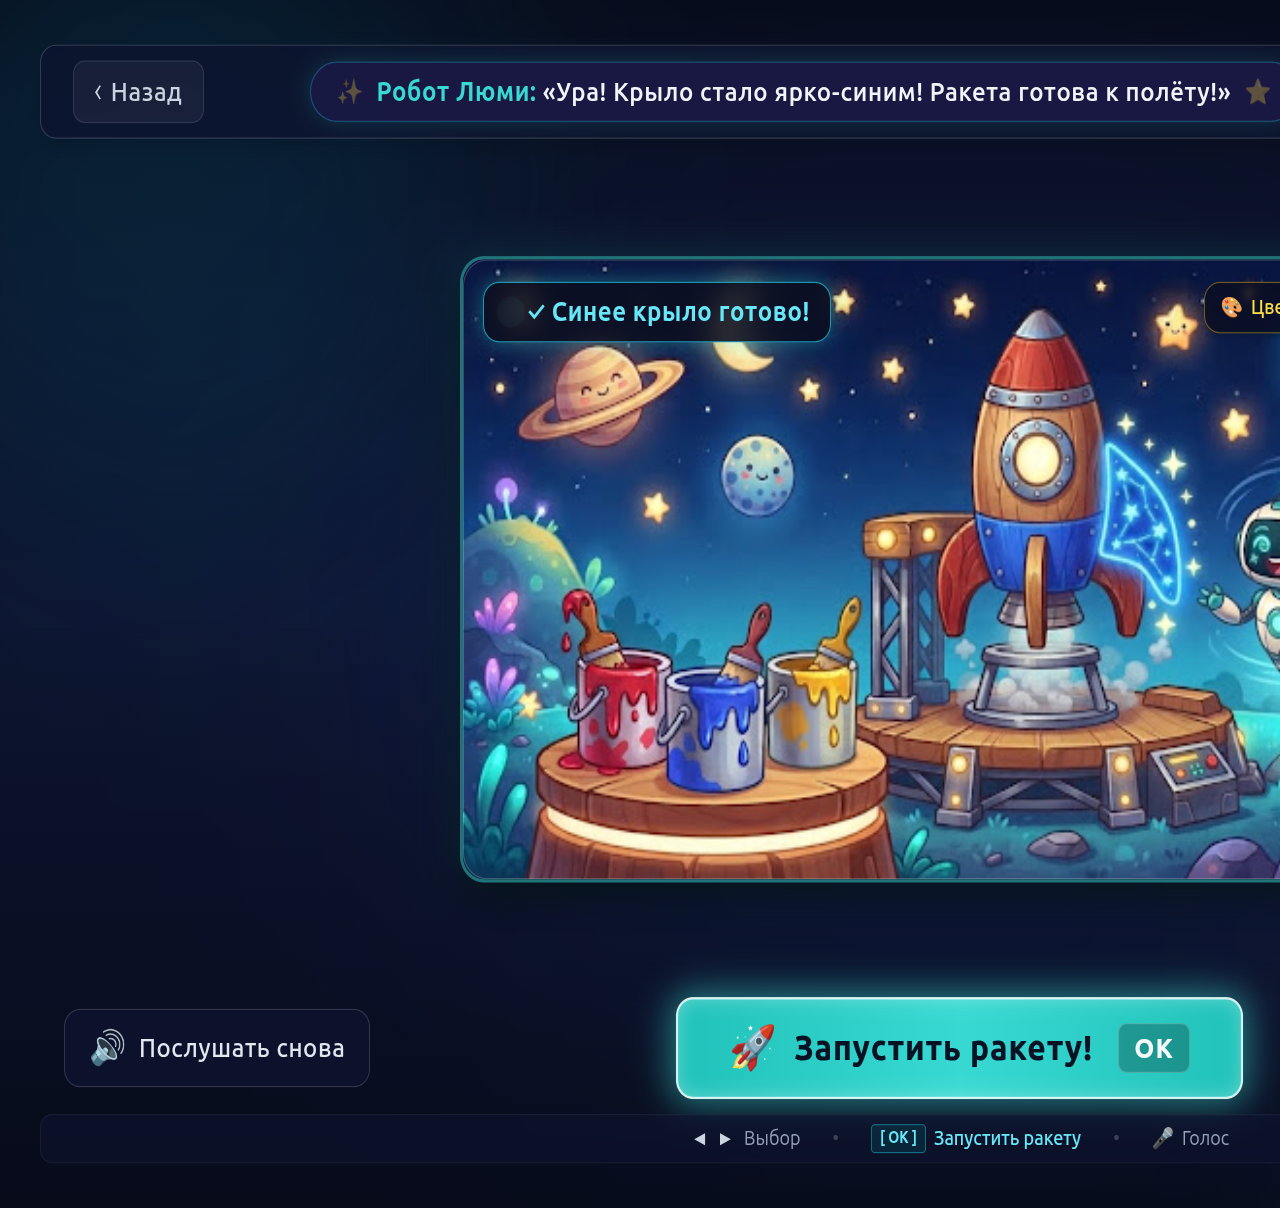 ‹ Назад
Робот Люми: «Ура! Крыло стало ярко-синим! Ракета готова к полёту!»
✓ Синее крыло готово!
Послушать снова
Запустить ракету! OK
◄ ► Выбор • [OK] Запустить ракету • Голос